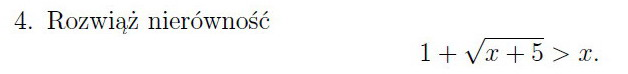 4. Rozwiąż nierówność
1 + √(x + 5) > x.